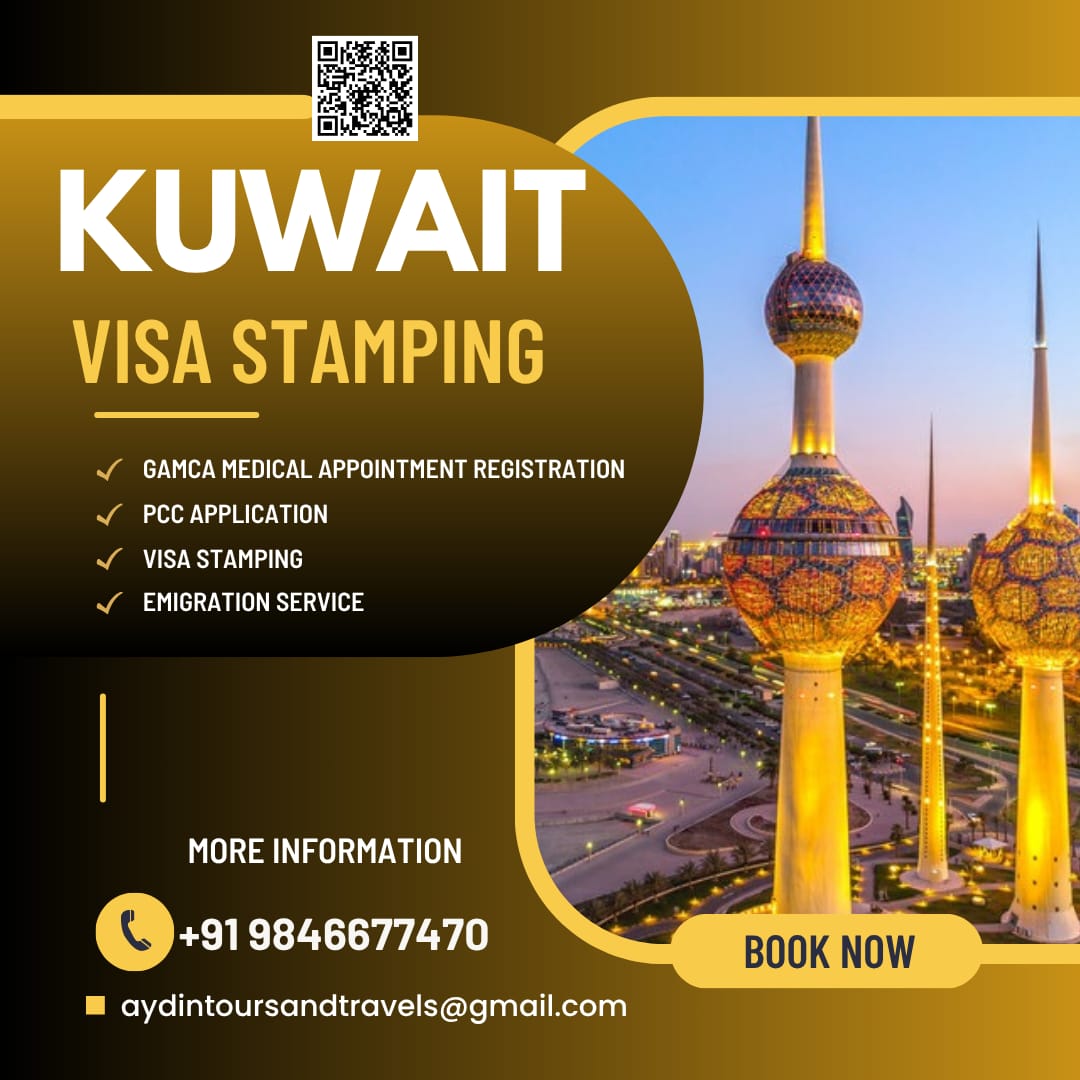 KUWAIT
VISA STAMPING
GAMCA MEDICAL APPOINTMENT REGISTRATION
PCC APPLICATION
VISA STAMPING
EMIGRATION SERVICE
MORE INFORMATION
+91 9846677470
BOOK NOW
aydintoursandtravels@gmail.com